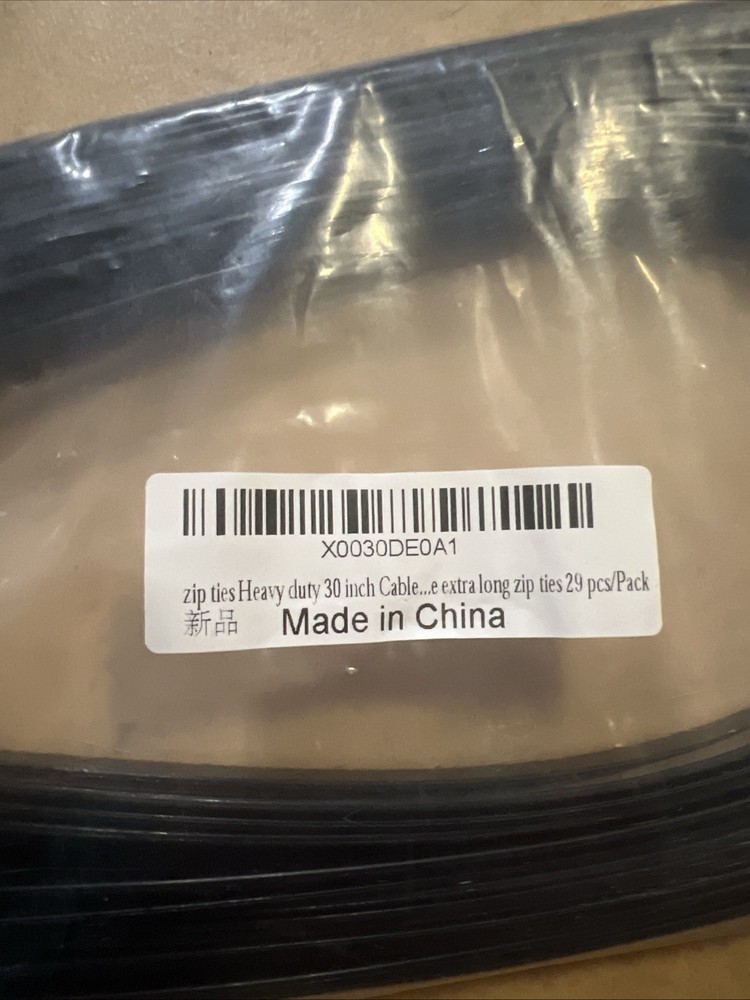 X0030DE0A1
zip ties Heavy duty 30 inch Cable...e extra long zip ties 29 pcs/Pack
新品 Made in China